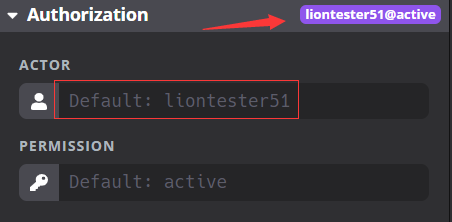 Authorization
liontester51@active
ACTOR
Default: liontester51
PERMISSION
Default: active